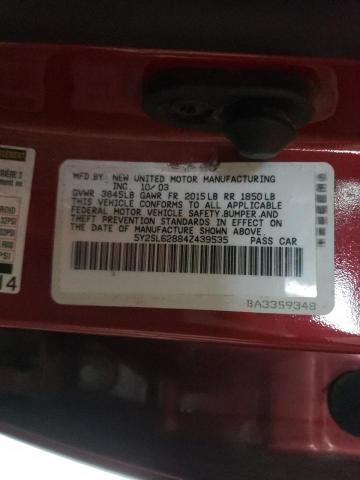 MFD BY: NEW UNITED MOTOR MANUFACTURING
INC. 10/03
GVWR 3845LB GAWR FR 2015LB RR 1850LB
THIS VEHICLE CONFORMS TO ALL APPLICABLE
FEDERAL MOTOR VEHICLE SAFETY,BUMPER,AND
THEFT PREVENTION STANDARDS IN EFFECT ON
THE DATE OF MANUFACTURE SHOWN ABOVE.
5Y2SL62884Z439535 PASS CAR
BA3359348
14